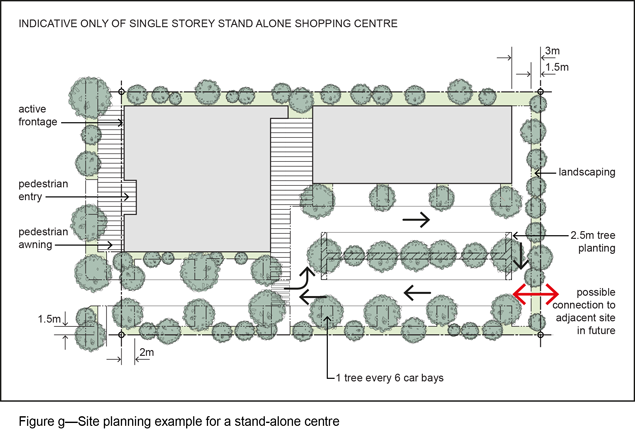 INDICATIVE ONLY OF SINGLE STOREY STAND ALONE SHOPPING CENTRE
3m
1.5m
active
frontage
landscaping
pedestrian
entry
pedestrian
awning
2.5m tree
planting
possible
connection to
adjacent site
in future
1.5m
2m
1 tree every 6 car bays
Figure g—Site planning example for a stand-alone centre